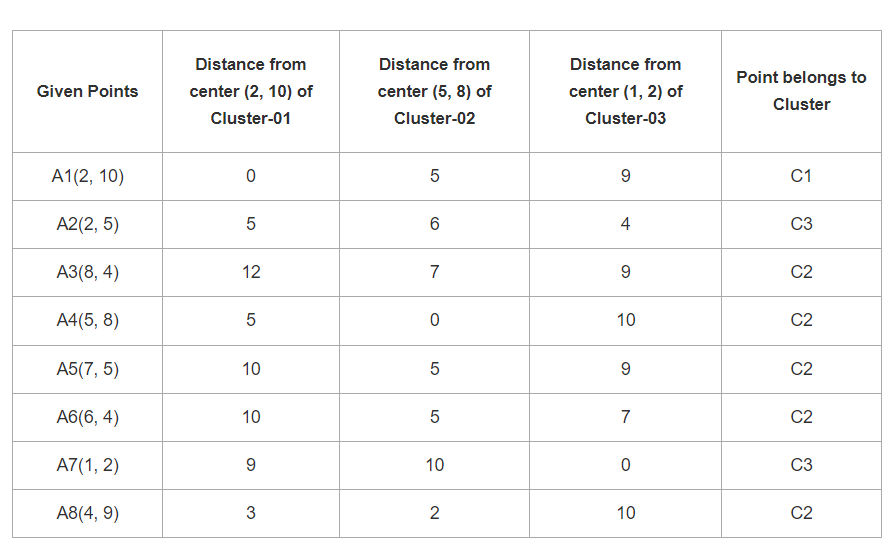 Given Points
Distance from
center (2, 10) of
Cluster-01
Distance from
center (5, 8) of
Cluster-02
Distance from
center (1, 2) of
Cluster-03
Point belongs to
Cluster
A1(2, 10) 0 5 9 C1
A2(2, 5) 5 6 4 C3
A3(8, 4) 12 7 9 C2
A4(5, 8) 5 0 10 C2
A5(7, 5) 10 5 9 C2
A6(6, 4) 10 5 7 C2
A7(1, 2) 9 10 0 C3
A8(4, 9) 3 2 10 C2